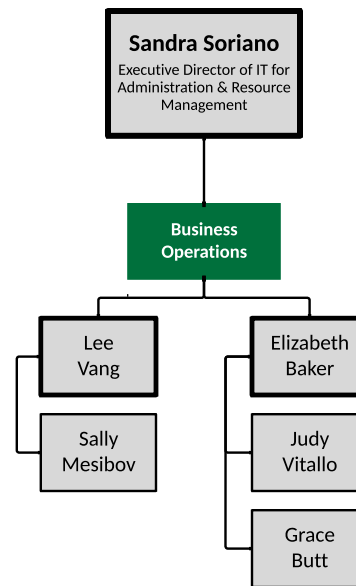 Sandra Soriano
Executive Director of IT for
Administration & Resource
Management
Business
Operations
Lee
Vang
Elizabeth
Baker
Sally
Mesibov
Judy
Vitallo
Grace
Butt